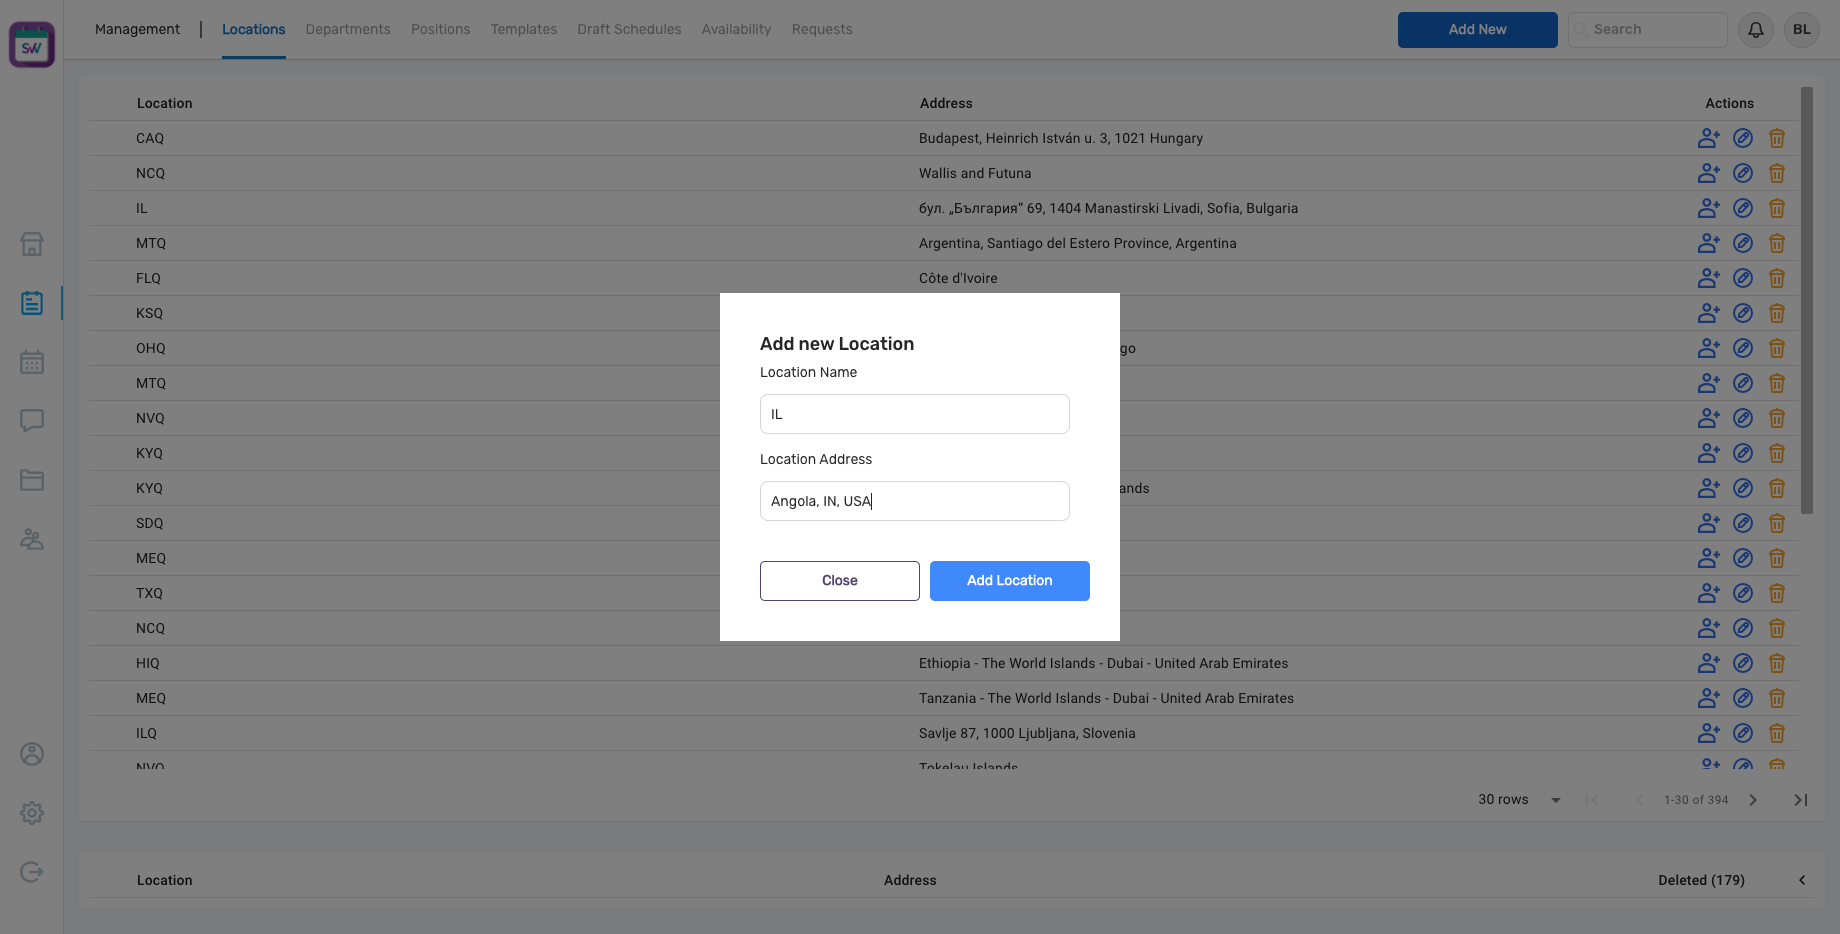 SW
Management | Locations Departments Positions Templates Draft Schedules Availability Requests Add New Search BL
Location Address Actions
CAQ Budapest, Heinrich István u. 3, 1021 Hungary
NCQ Wallis and Futuna
IL бул. „България“ 69, 1404 Manastirski Livadi, Sofia, Bulgaria
MTQ Argentina, Santiago del Estero Province, Argentina
FLQ Côte d'Ivoire
KSQ
OHQ go
MTQ
NVQ
KYQ
KYQ ands
SDQ
MEQ
TXQ
NCQ
HIQ Ethiopia - The World Islands - Dubai - United Arab Emirates
MEQ Tanzania - The World Islands - Dubai - United Arab Emirates
ILQ Savlje 87, 1000 Ljubljana, Slovenia
NVQ Tokelau Islands
Add new Location
Location Name
IL
Location Address
Angola, IN, USA
Close Add Location
30 rows 1-30 of 394
Location Address Deleted (179)